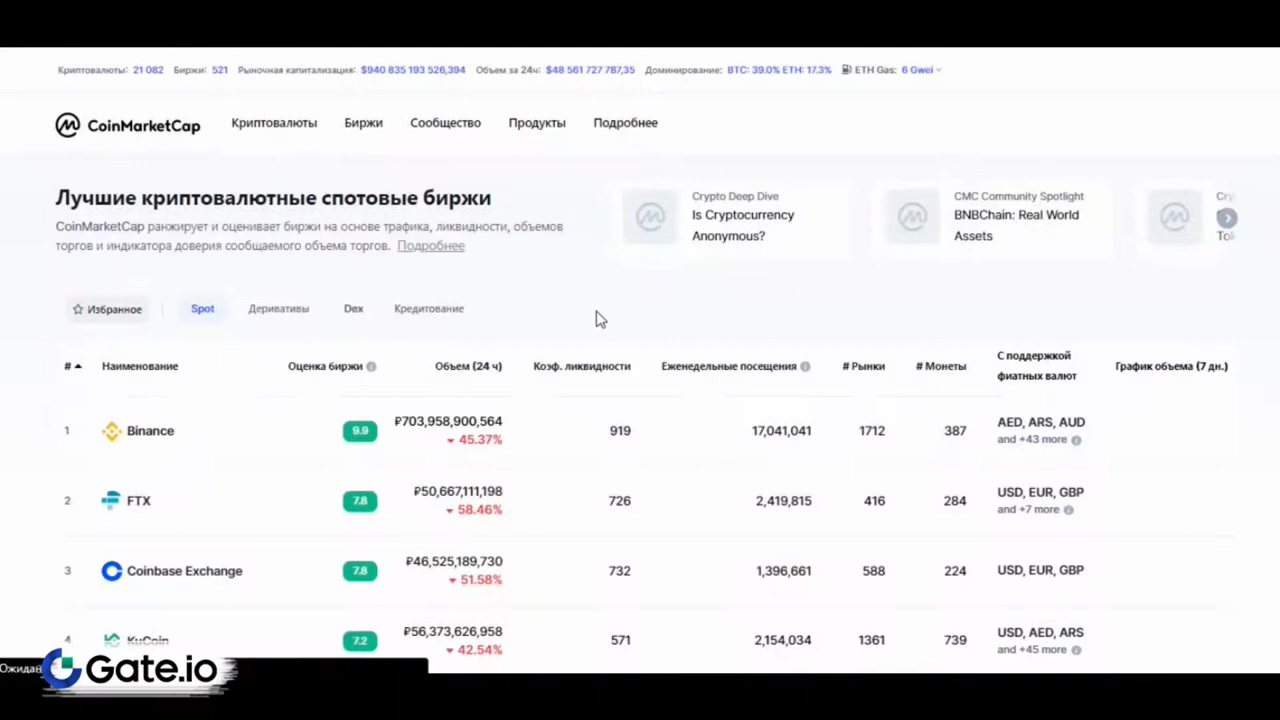 Криптовалюты: 21 082 Биржи: 521 Рыночная капитализация: $940 835 193 526,394 Объем за 24ч: $48 561 727 787,35 Доминирование: BTC: 39.0% ETH: 17.3% ETH Gas: 6 Gwei
CoinMarketCap Криптовалюты Биржи Сообщество Продукты Подробнее
Лучшие криптовалютные спотовые биржи
CoinMarketCap ранжирует и оценивает биржи на основе трафика, ликвидности, объемов
торгов и индикатора доверия сообщаемого объема торгов. Подробнее
Crypto Deep Dive
Is Cryptocurrency
Anonymous?
CMC Community Spotlight
BNBChain: Real World
Assets
Избранное Spot Деривативы Dex Кредитование
# Наименование Оценка биржи Объем (24 ч) Коэф. ликвидности Еженедельные посещения # Рынки # Монеты С поддержкой фиатных валют График объема (7 дн.)
1 Binance 9.9 ₽703,958,900,564 919 17,041,041 1712 387 AED, ARS, AUD
45.37% and +43 more
2 FTX 7.8 ₽50,667,111,198 726 2,419,815 416 284 USD, EUR, GBP
58.46% and +7 more
3 Coinbase Exchange 7.8 ₽46,525,189,730 732 1,396,661 588 224 USD, EUR, GBP
51.58%
4 KuCoin 7.2 ₽56,373,626,958 571 2,154,034 1361 739 USD, AED, ARS
42.54% and +45 more
Gate.io